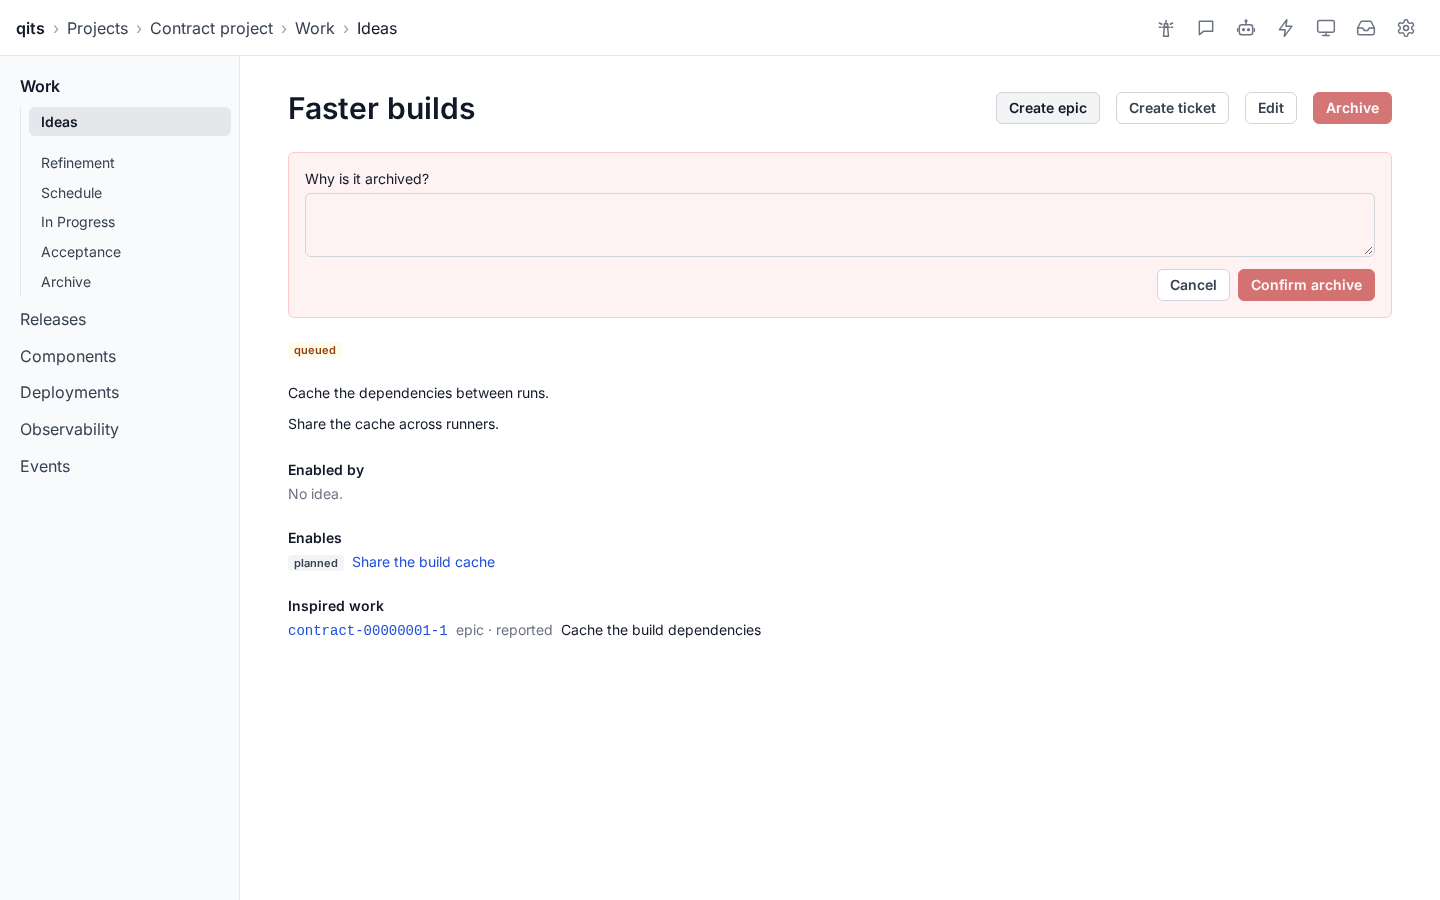 qits › Projects › Contract project › Work › Ideas
Work
Ideas
Refinement
Schedule
In Progress
Acceptance
Archive
Releases
Components
Deployments
Observability
Events
Faster builds
Create epic
Create ticket
Edit
Archive
Why is it archived?
Cancel
Confirm archive
queued
Cache the dependencies between runs.
Share the cache across runners.
Enabled by
No idea.
Enables
planned Share the build cache
Inspired work
contract-00000001-1 epic · reported Cache the build dependencies